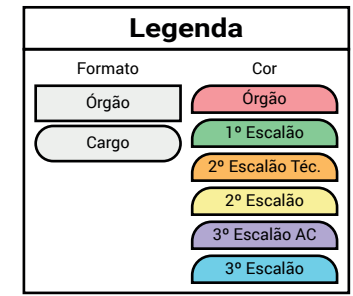 Legenda
Formato
Cor
Órgão
Cargo
Órgão
1º Escalão
2º Escalão Téc.
2º Escalão
3º Escalão AC
3º Escalão